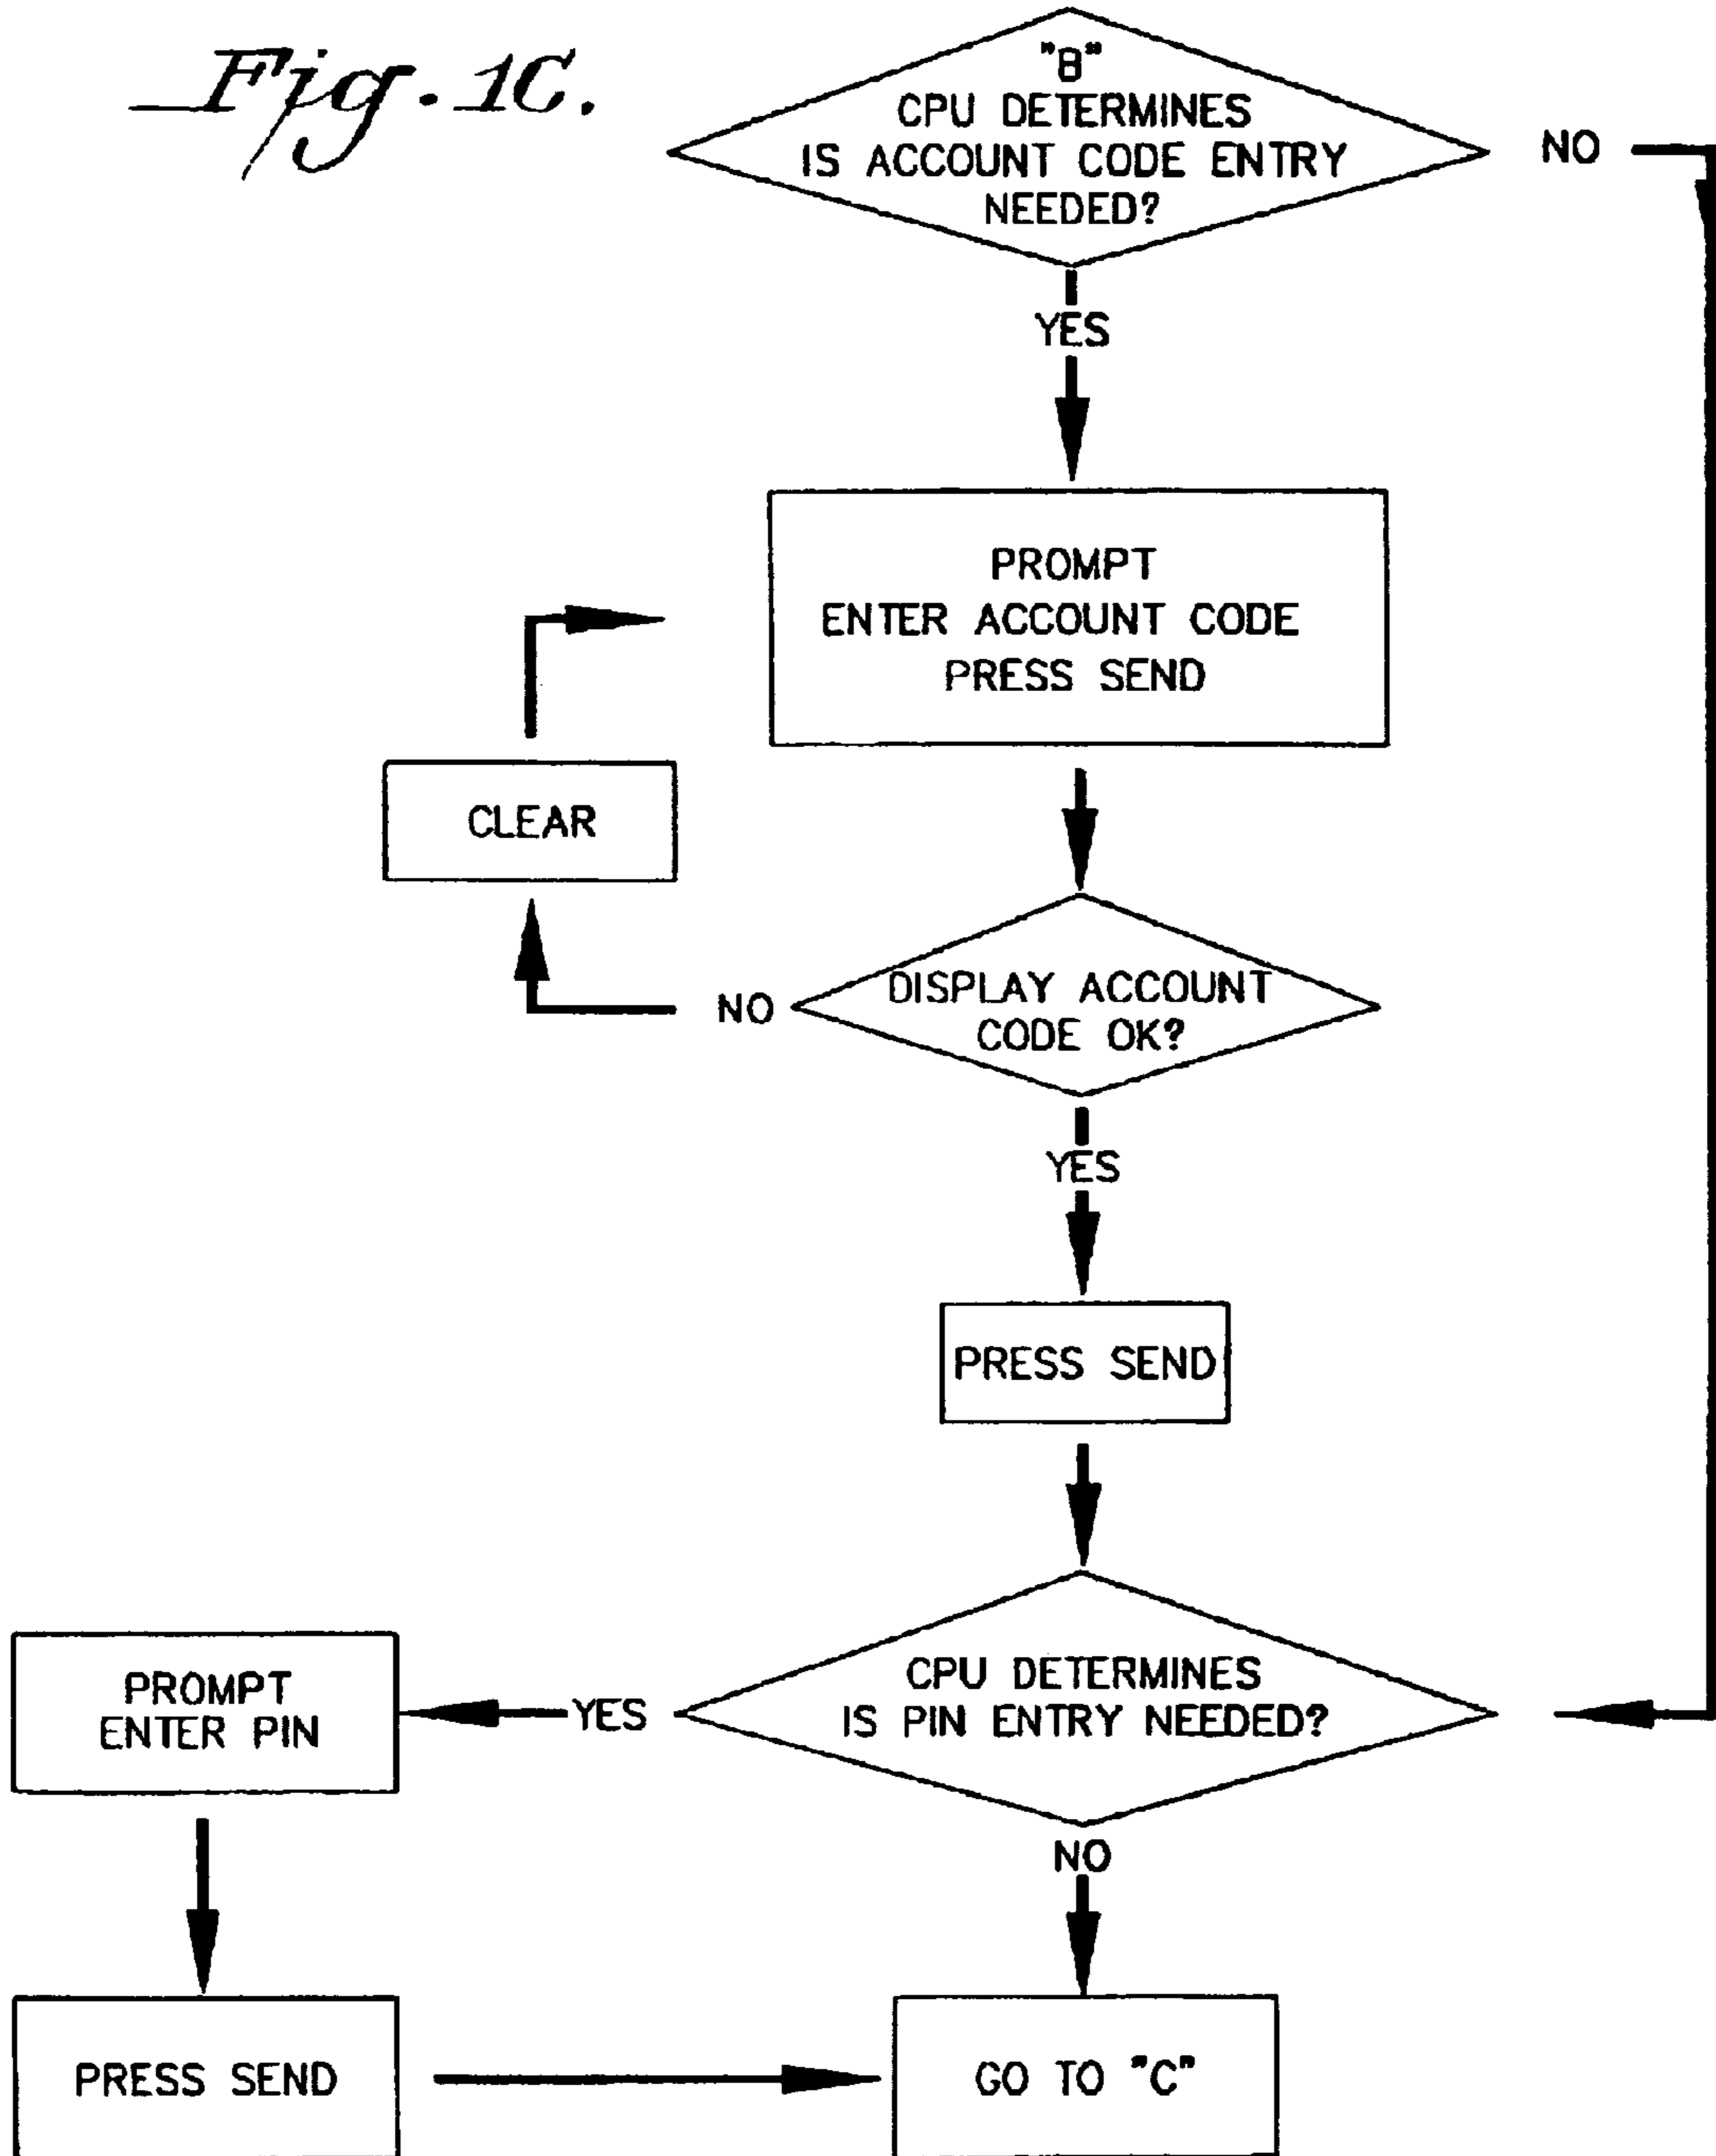 Fig. 1C.
"B"
CPU DETERMINES
IS ACCOUNT CODE ENTRY
NEEDED?
NO
YES
PROMPT
ENTER ACCOUNT CODE
PRESS SEND
CLEAR
DISPLAY ACCOUNT
CODE OK?
NO
YES
PRESS SEND
CPU DETERMINES
IS PIN ENTRY NEEDED?
YES
PROMPT
ENTER PIN
NO
PRESS SEND
GO TO "C"